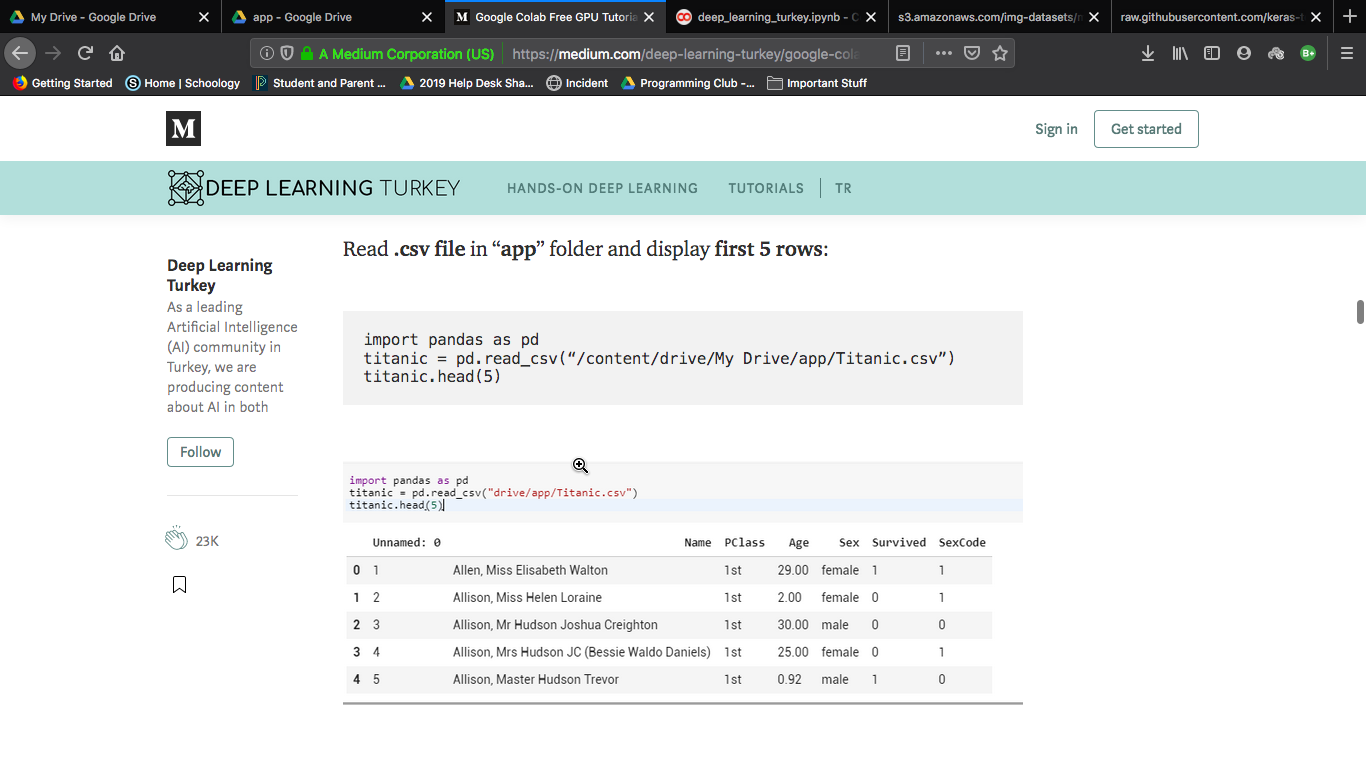 My Drive - Google Drive
app - Google Drive
Google Colab Free GPU Tutoria
deep_learning_turkey.ipynb - C
s3.amazonaws.com/img-datasets/
raw.githubusercontent.com/keras-
A Medium Corporation (US)
https://medium.com/deep-learning-turkey/google-cola
Getting Started
Home | Schoology
Student and Parent ...
2019 Help Desk Sha...
Incident
Programming Club -...
Important Stuff
M
Sign in
Get started
DEEP LEARNING TURKEY
HANDS-ON DEEP LEARNING
TUTORIALS
TR
Deep Learning
Turkey
As a leading
Artificial Intelligence
(AI) community in
Turkey, we are
producing content
about AI in both
Follow
23K
Read .csv file in “app” folder and display first 5 rows:
import pandas as pd
titanic = pd.read_csv(“/content/drive/My Drive/app/Titanic.csv”)
titanic.head(5)
import pandas as pd
titanic = pd.read_csv("drive/app/Titanic.csv")
titanic.head(5)
Unnamed: 0 Name PClass Age Sex Survived SexCode
0 1 Allen, Miss Elisabeth Walton 1st 29.00 female 1 1
1 2 Allison, Miss Helen Loraine 1st 2.00 female 0 1
2 3 Allison, Mr Hudson Joshua Creighton 1st 30.00 male 0 0
3 4 Allison, Mrs Hudson JC (Bessie Waldo Daniels) 1st 25.00 female 0 1
4 5 Allison, Master Hudson Trevor 1st 0.92 male 1 0